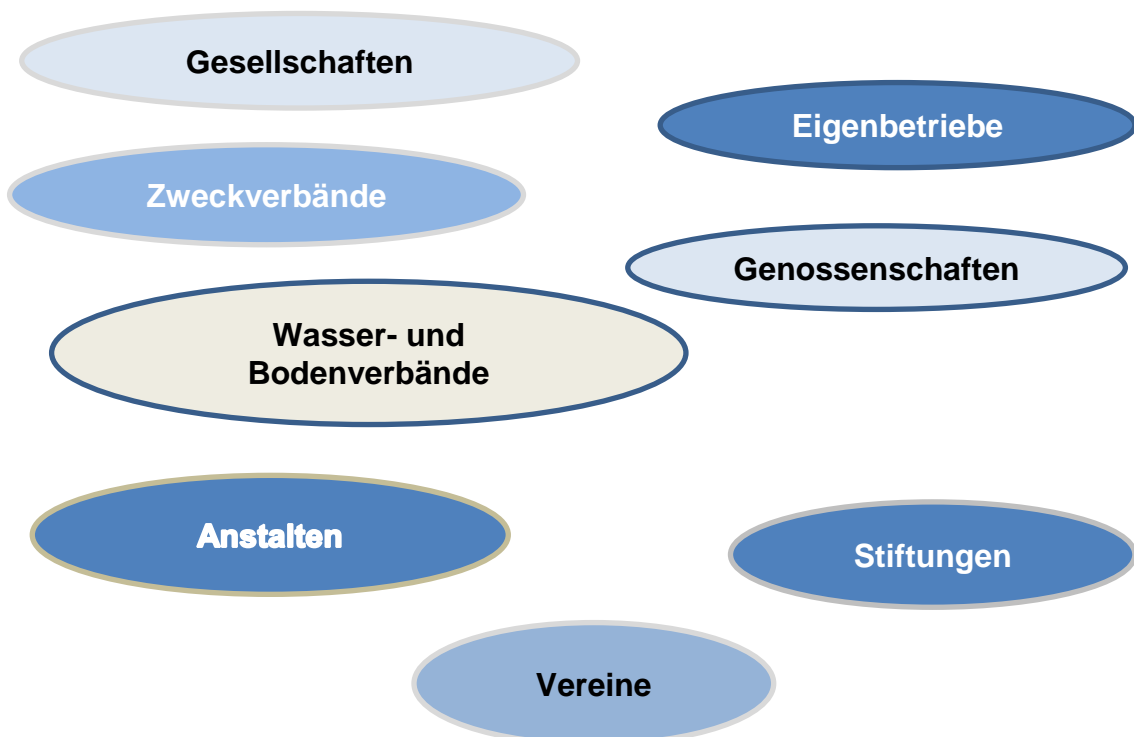 Gesellschaften
Eigenbetriebe
Zweckverbände
Genossenschaften
Wasser- und
Bodenverbände
Anstalten
Stiftungen
Vereine